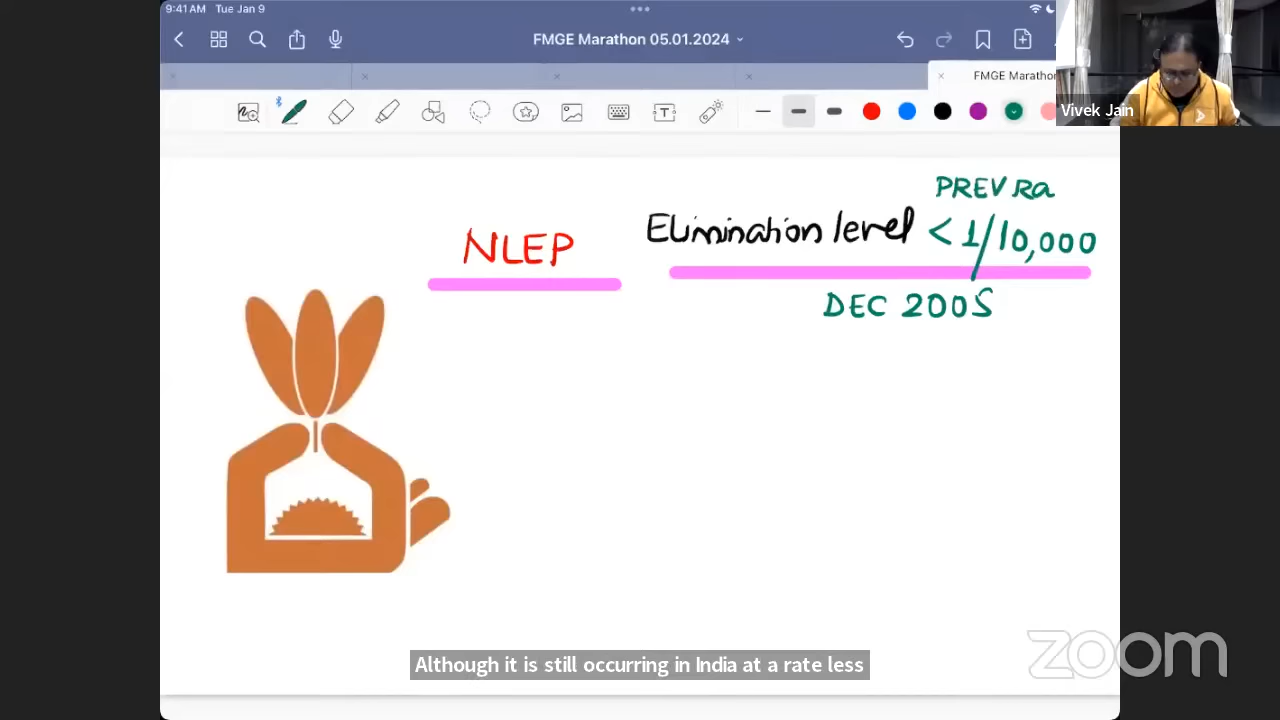 9:41 AM Tue Jan 9
FMGE Marathon 05.01.2024
FMGE Marathon
Vivek Jain
PREV Ra
NLEP Elimination level < 1/10,000
DEC 2005
Although it is still occurring in India at a rate less
zoom